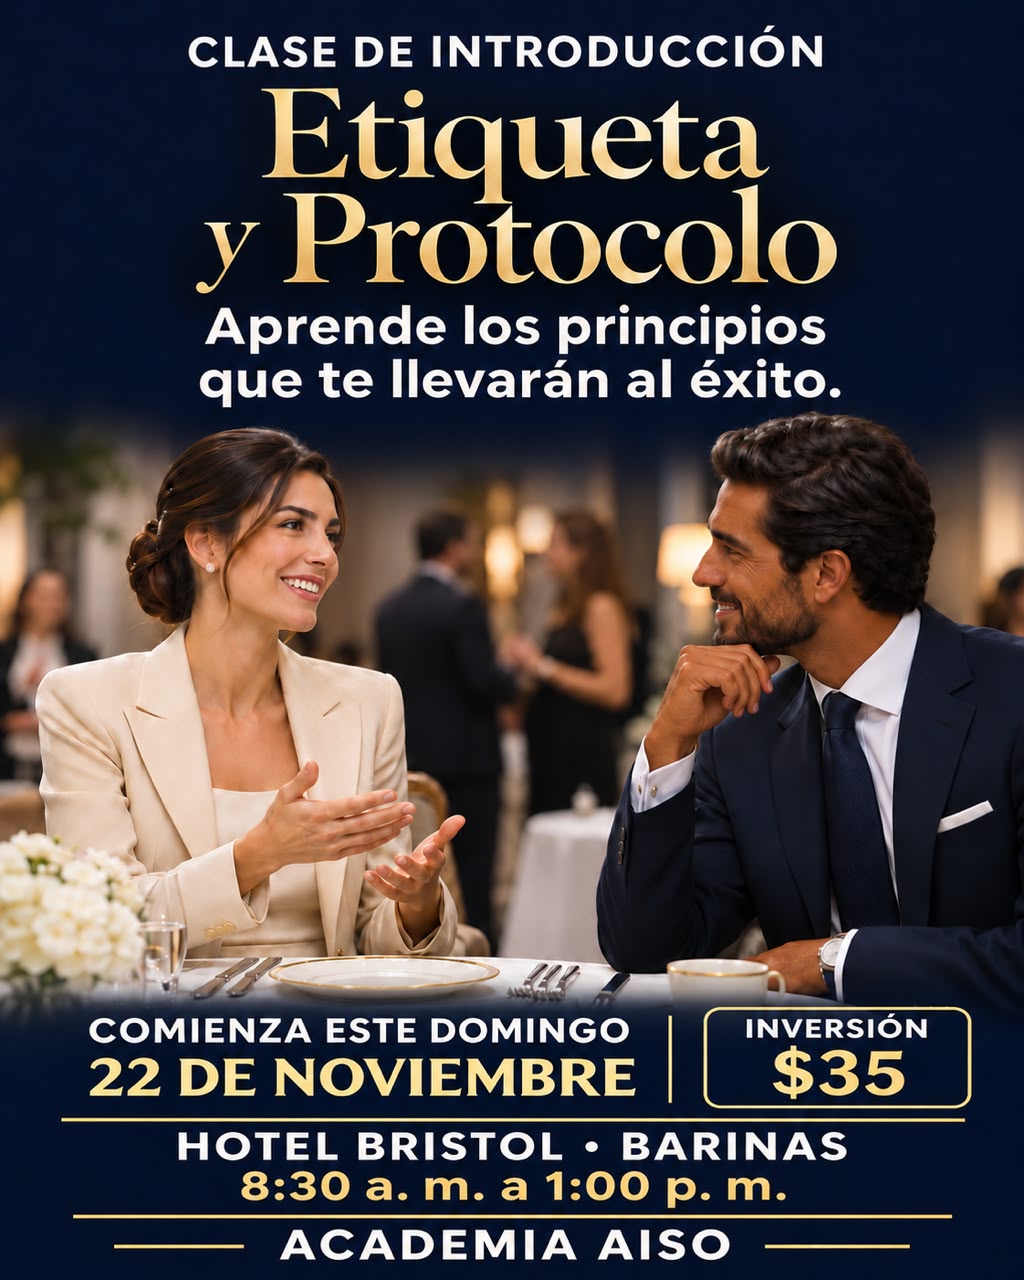 CLASE DE INTRODUCCIÓN
Etiqueta
y Protocolo
Aprende los principios
que te llevarán al éxito.
COMIENZA ESTE DOMINGO
22 DE NOVIEMBRE
INVERSIÓN
$35
HOTEL BRISTOL • BARINAS
8:30 a. m. a 1:00 p. m.
ACADEMIA AISO